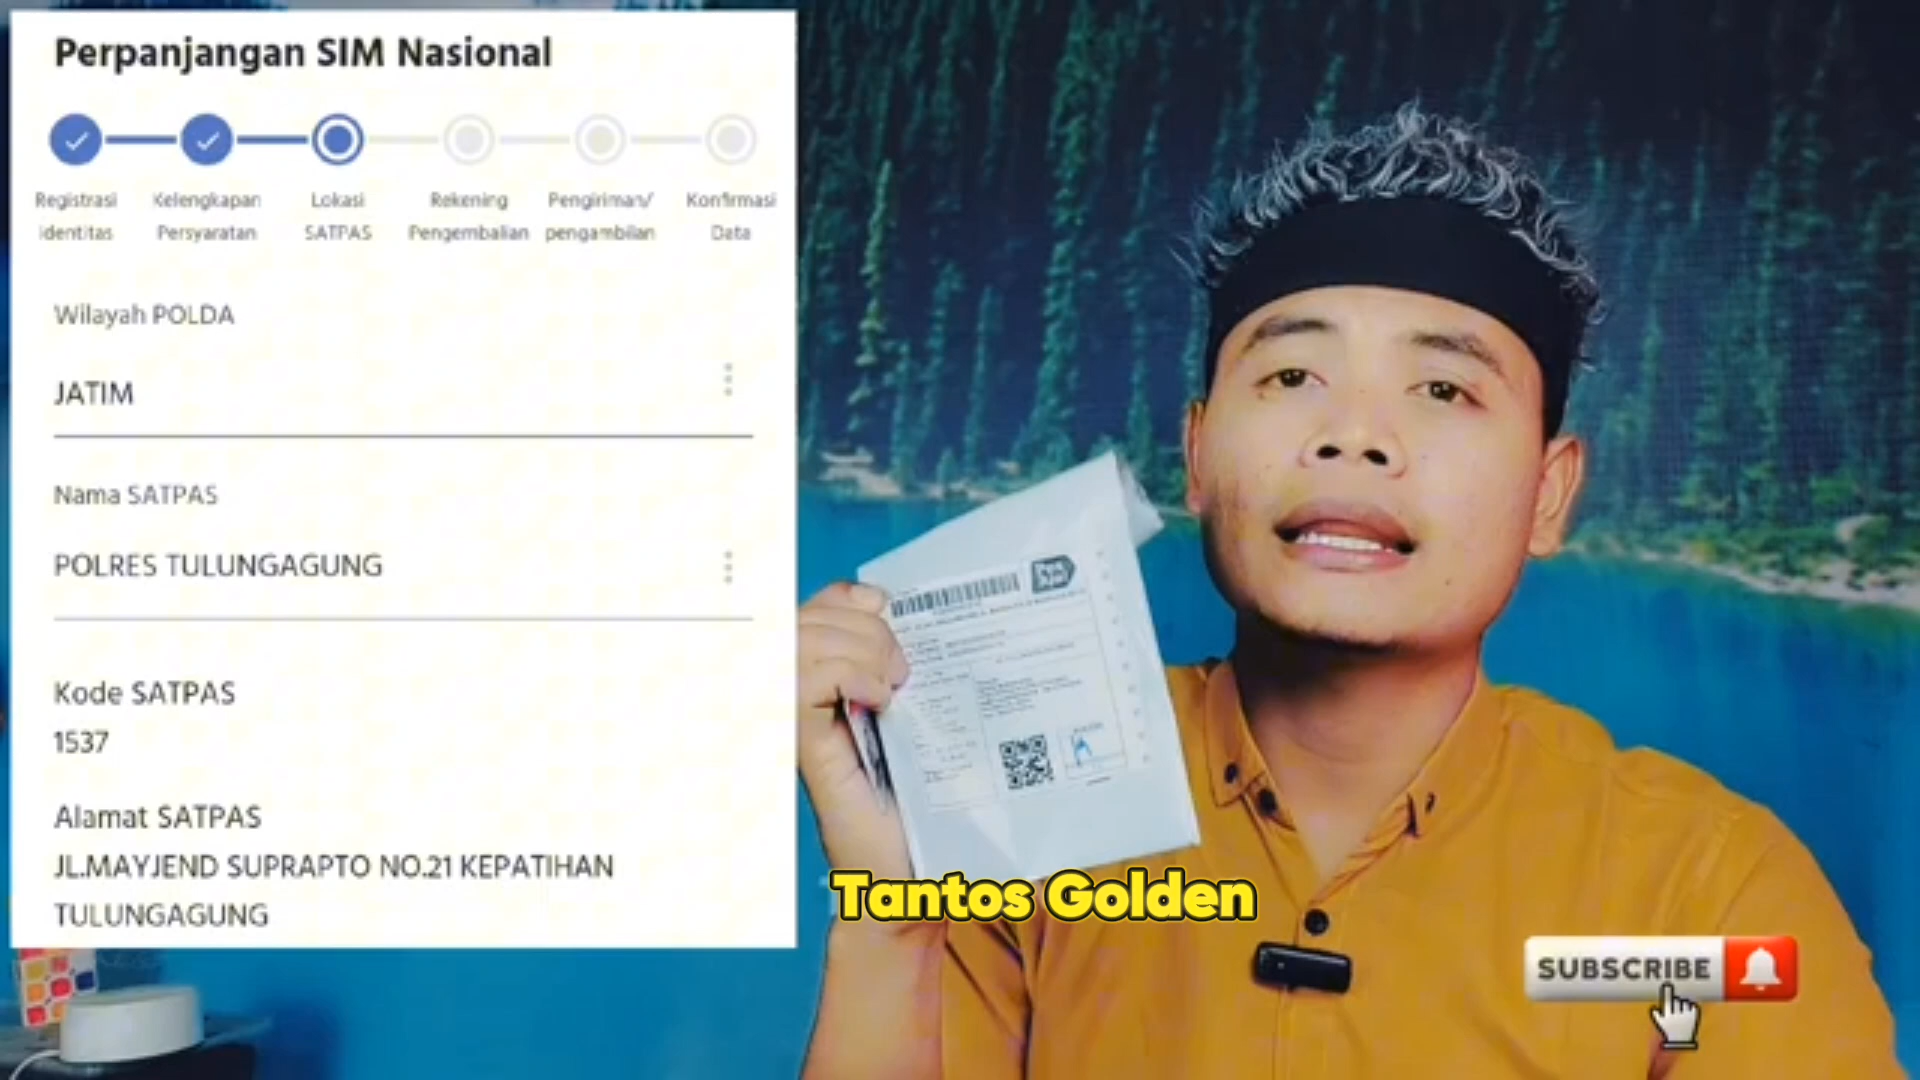 Perpanjangan SIM Nasional
Registrasi Identitas
Kelengkapan Persyaratan
Lokasi SATPAS
Rekening Pengembalian
Pengiriman/ pengambilan
Konfirmasi Data
Wilayah POLDA
JATIM
Nama SATPAS
POLRES TULUNGAGUNG
Kode SATPAS
1537
Alamat SATPAS
JL.MAYJEND SUPRAPTO NO.21 KEPATIHAN
TULUNGAGUNG
Tantos Golden
SUBSCRIBE